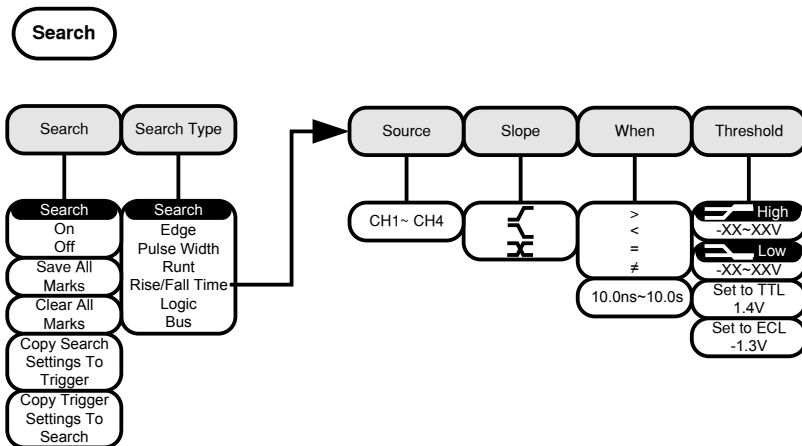 Search
Search
Search Type
Source
Slope
When
Threshold
Search
On
Off
Save All
Marks
Clear All
Marks
Copy Search
Settings To
Trigger
Copy Trigger
Settings To
Search
Search
Edge
Pulse Width
Runt
Rise/Fall Time
Logic
Bus
CH1~ CH4
>
<
=
≠
10.0ns~10.0s
High
-XX~XXV
Low
-XX~XXV
Set to TTL
1.4V
Set to ECL
-1.3V